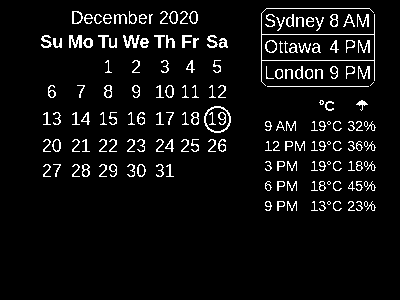 December 2020
Su Mo Tu We Th Fr Sa
1 2 3 4 5
6 7 8 9 10 11 12
13 14 15 16 17 18 19
20 21 22 23 24 25 26
27 28 29 30 31
Sydney 8 AM
Ottawa 4 PM
London 9 PM
°C ☂
9 AM 19°C 32%
12 PM 19°C 36%
3 PM 19°C 18%
6 PM 18°C 45%
9 PM 13°C 23%